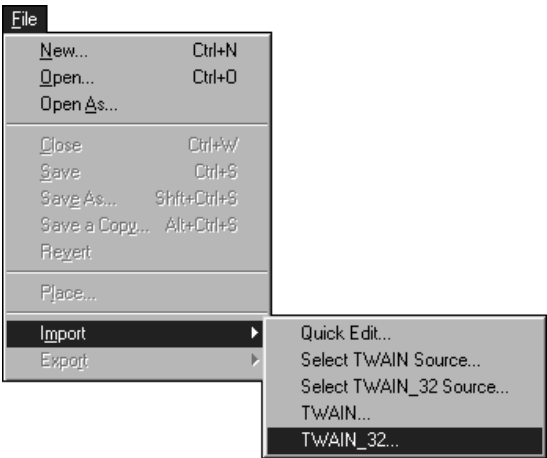 File
New... Ctrl+N
Open... Ctrl+O
Open As...
Close Ctrl+W
Save Ctrl+S
Save As... Shft+Ctrl+S
Save a Copy... Alt+Ctrl+S
Revert
Place...
Import
Export
Quick Edit...
Select TWAIN Source...
Select TWAIN_32 Source...
TWAIN...
TWAIN_32...